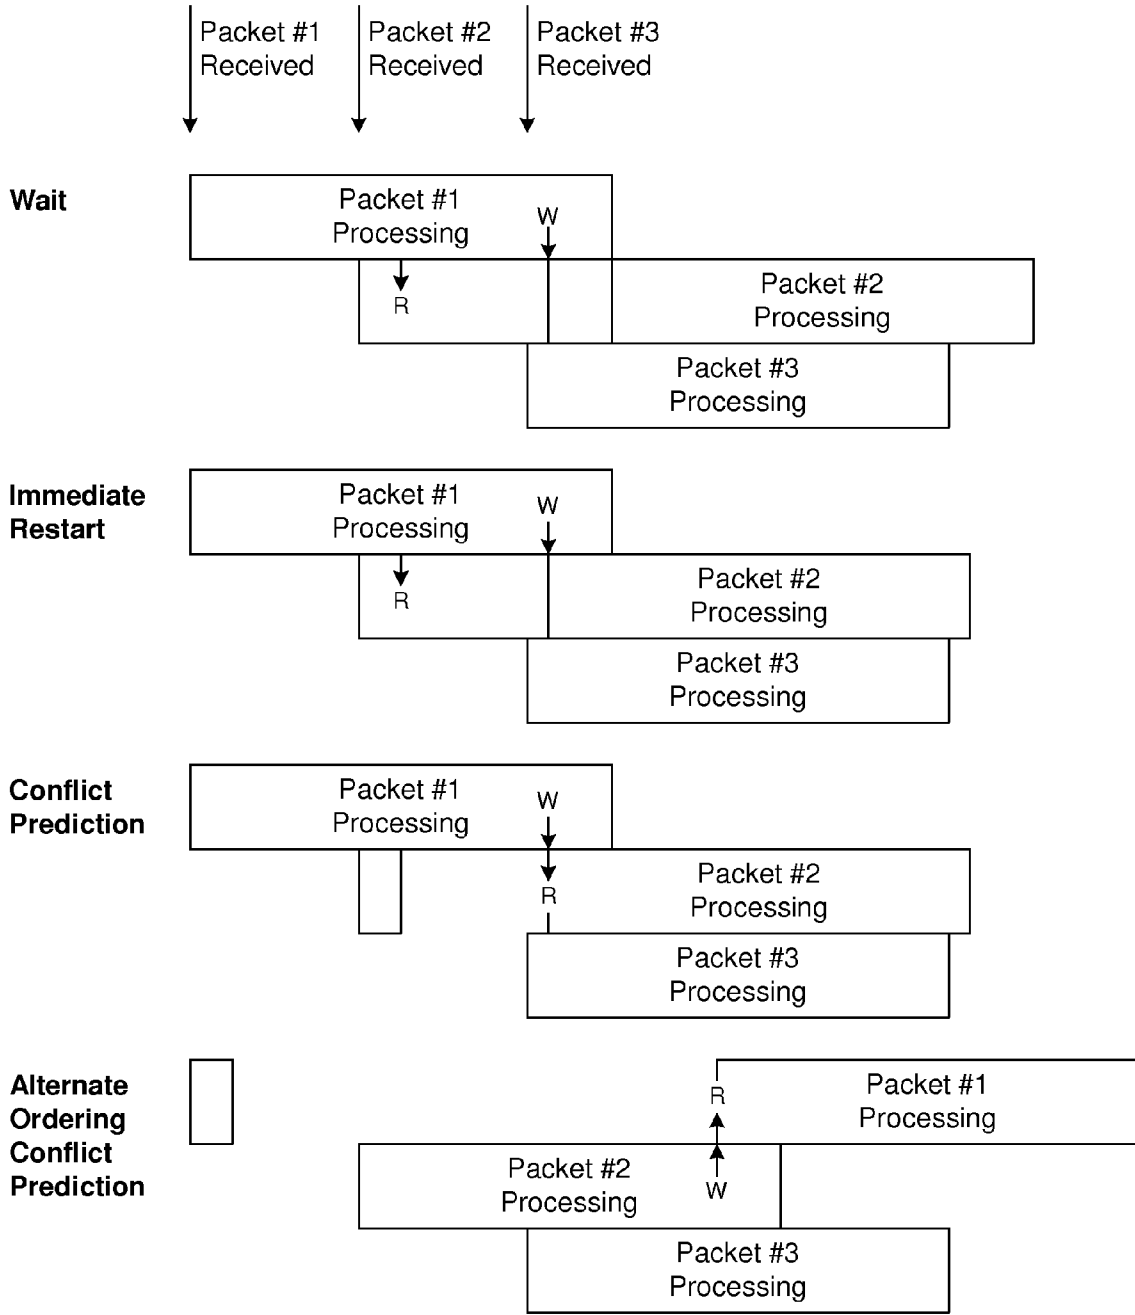 Packet #1 Received
Packet #2 Received
Packet #3 Received
Wait
Packet #1
Processing
W
R
Packet #2
Processing
Packet #3
Processing
Immediate
Restart
Packet #1
Processing
W
R
Packet #2
Processing
Packet #3
Processing
Conflict
Prediction
Packet #1
Processing
W
R
Packet #2
Processing
Packet #3
Processing
Alternate
Ordering
Conflict
Prediction
R
Packet #1
Processing
Packet #2
Processing
W
Packet #3
Processing